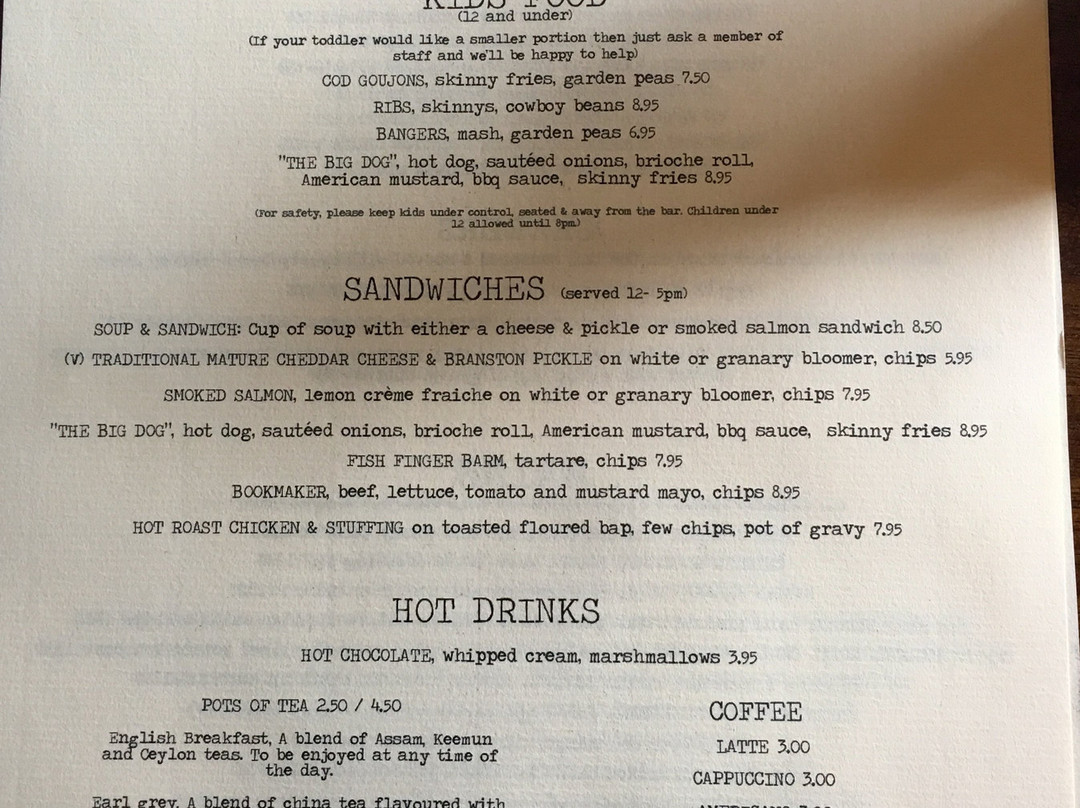 KIDS FOOD
(12 and under)
(If your toddler would like a smaller portion then just ask a member of
staff and we'll be happy to help)
COD GOUJONS, skinny fries, garden peas 7.50
RIBS, skinnys, cowboy beans 8.95
BANGERS, mash, garden peas 6.95
"THE BIG DOG", hot dog, sautéed onions, brioche roll,
American mustard, bbq sauce, skinny fries 8.95
(For safety, please keep kids under control, seated & away from the bar. Children under
12 allowed until 8pm)
SANDWICHES (served 12- 5pm)
SOUP & SANDWICH: Cup of soup with either a cheese & pickle or smoked salmon sandwich 8.50
(V) TRADITIONAL MATURE CHEDDAR CHEESE & BRANSTON PICKLE on white or granary bloomer, chips 5.95
SMOKED SALMON, lemon crème fraiche on white or granary bloomer, chips 7.95
"THE BIG DOG", hot dog, sautéed onions, brioche roll, American mustard, bbq sauce, skinny fries 8.95
FISH FINGER BARM, tartare, chips 7.95
BOOKMAKER, beef, lettuce, tomato and mustard mayo, chips 8.95
HOT ROAST CHICKEN & STUFFING on toasted floured bap, few chips, pot of gravy 7.95
HOT DRINKS
HOT CHOCOLATE, whipped cream, marshmallows 3.95
POTS OF TEA 2.50 / 4.50
English Breakfast, A blend of Assam, Keemun
and Ceylon teas. To be enjoyed at any time of
the day.
Earl grey. A blend of china tea flavoured with
COFFEE
LATTE 3.00
CAPPUCCINO 3.00